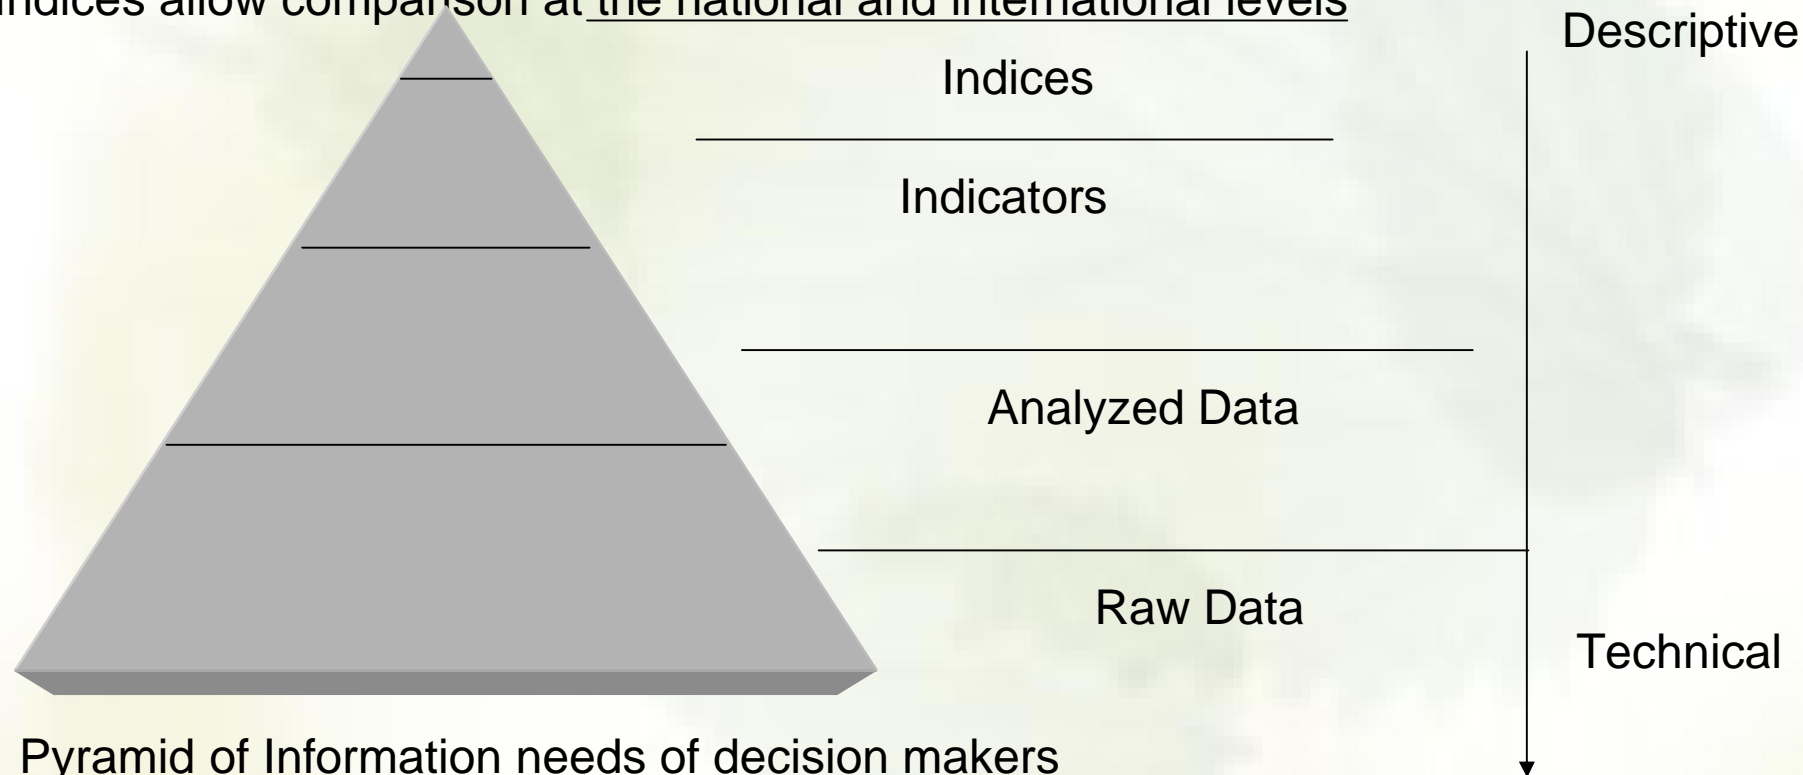 Indices allow comparison at the national and international levels
Descriptive
Indices
Indicators
Analyzed Data
Raw Data
Technical
Pyramid of Information needs of decision makers